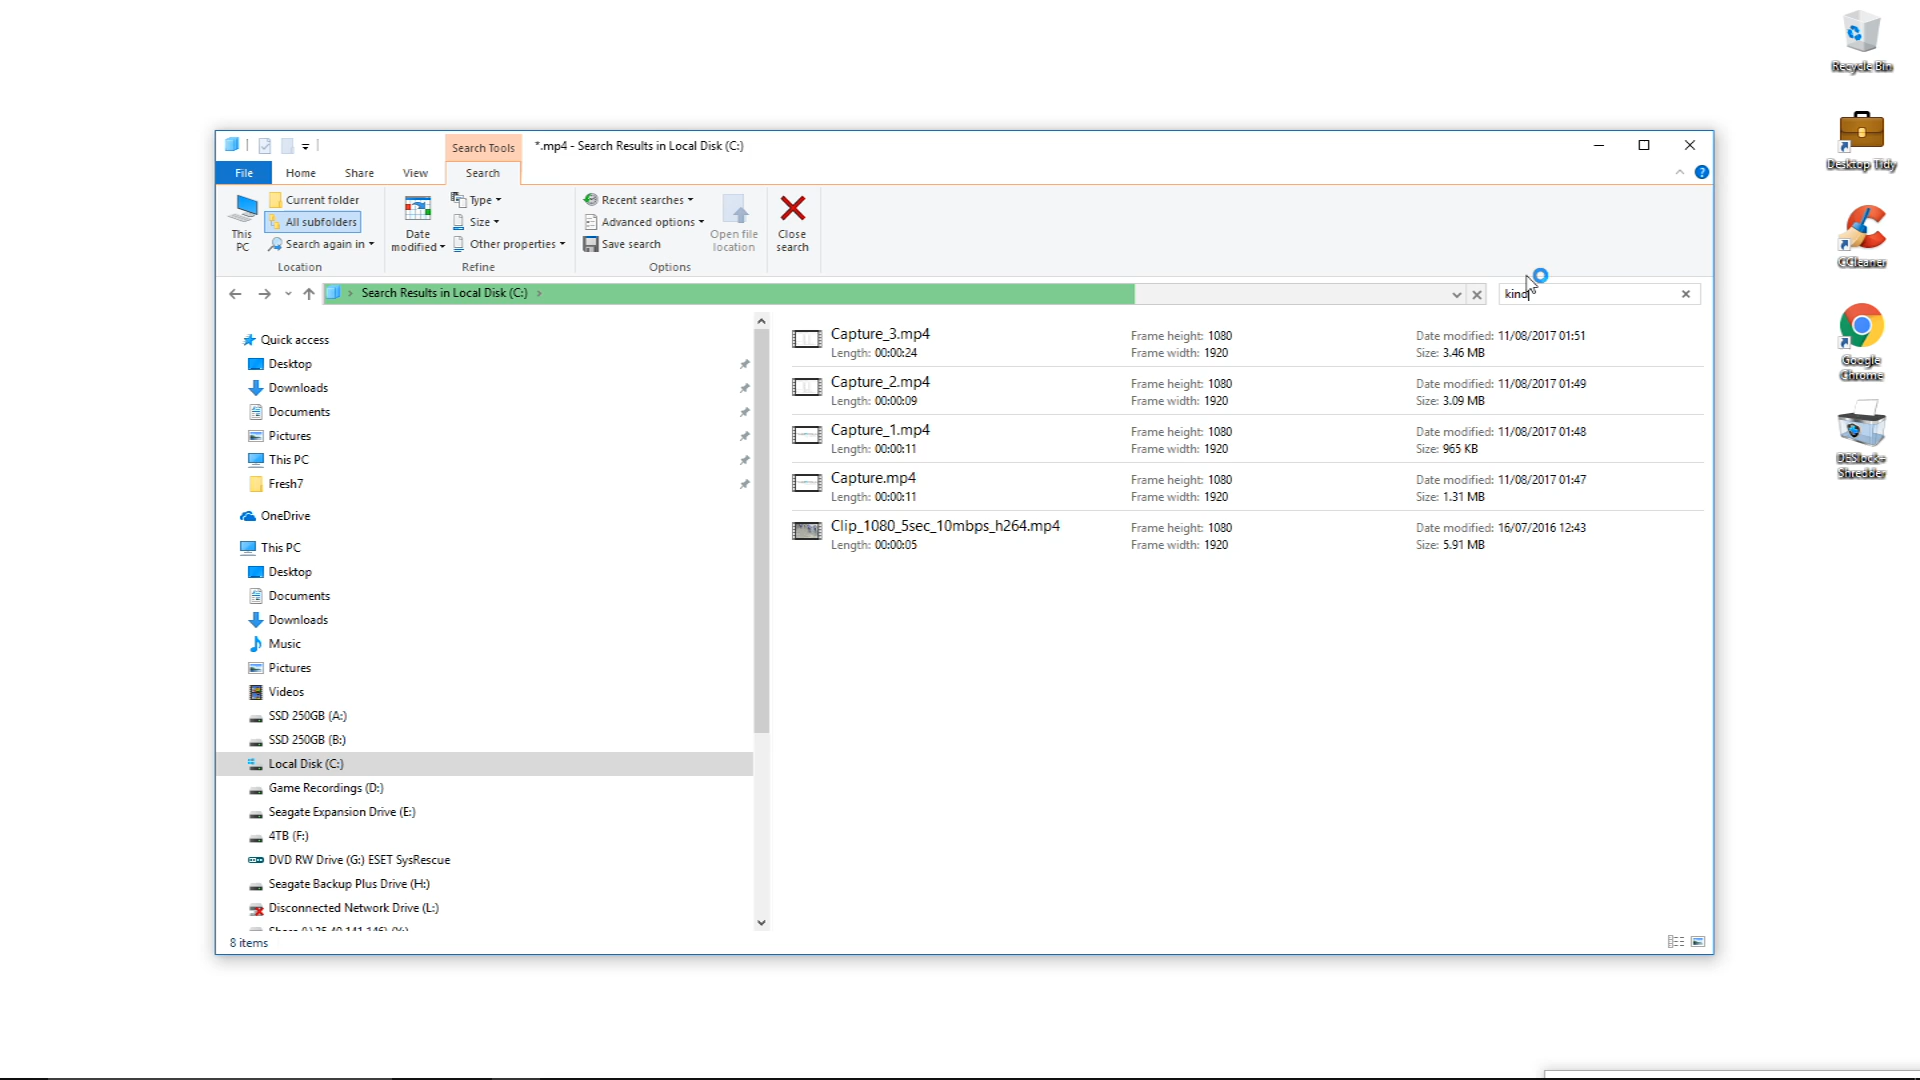 Recycle Bin
Desktop Tidy
CCleaner
Google
Chrome
DESlock+
Shredder
Search Tools
*.mp4 - Search Results in Local Disk (C:)
File
Home
Share
View
Search
This
PC
Current folder
All subfolders
Search again in
Location
Date
modified
Type
Size
Other properties
Refine
Recent searches
Advanced options
Save search
Options
Open file
location
Close
search
Search Results in Local Disk (C:)
kind
Quick access
Desktop
Downloads
Documents
Pictures
This PC
Fresh7
OneDrive
This PC
Desktop
Documents
Downloads
Music
Pictures
Videos
SSD 250GB (A:)
SSD 250GB (B:)
Local Disk (C:)
Game Recordings (D:)
Seagate Expansion Drive (E:)
4TB (F:)
DVD RW Drive (G:) ESET SysRescue
Seagate Backup Plus Drive (H:)
Disconnected Network Drive (L:)
Capture_3.mp4 Frame height: 1080 Date modified: 11/08/2017 01:51
Length: 00:00:24 Frame width: 1920 Size: 3.46 MB
Capture_2.mp4 Frame height: 1080 Date modified: 11/08/2017 01:49
Length: 00:00:09 Frame width: 1920 Size: 3.09 MB
Capture_1.mp4 Frame height: 1080 Date modified: 11/08/2017 01:48
Length: 00:00:11 Frame width: 1920 Size: 965 KB
Capture.mp4 Frame height: 1080 Date modified: 11/08/2017 01:47
Length: 00:00:11 Frame width: 1920 Size: 1.31 MB
Clip_1080_5sec_10mbps_h264.mp4 Frame height: 1080 Date modified: 16/07/2016 12:43
Length: 00:00:05 Frame width: 1920 Size: 5.91 MB
8 items